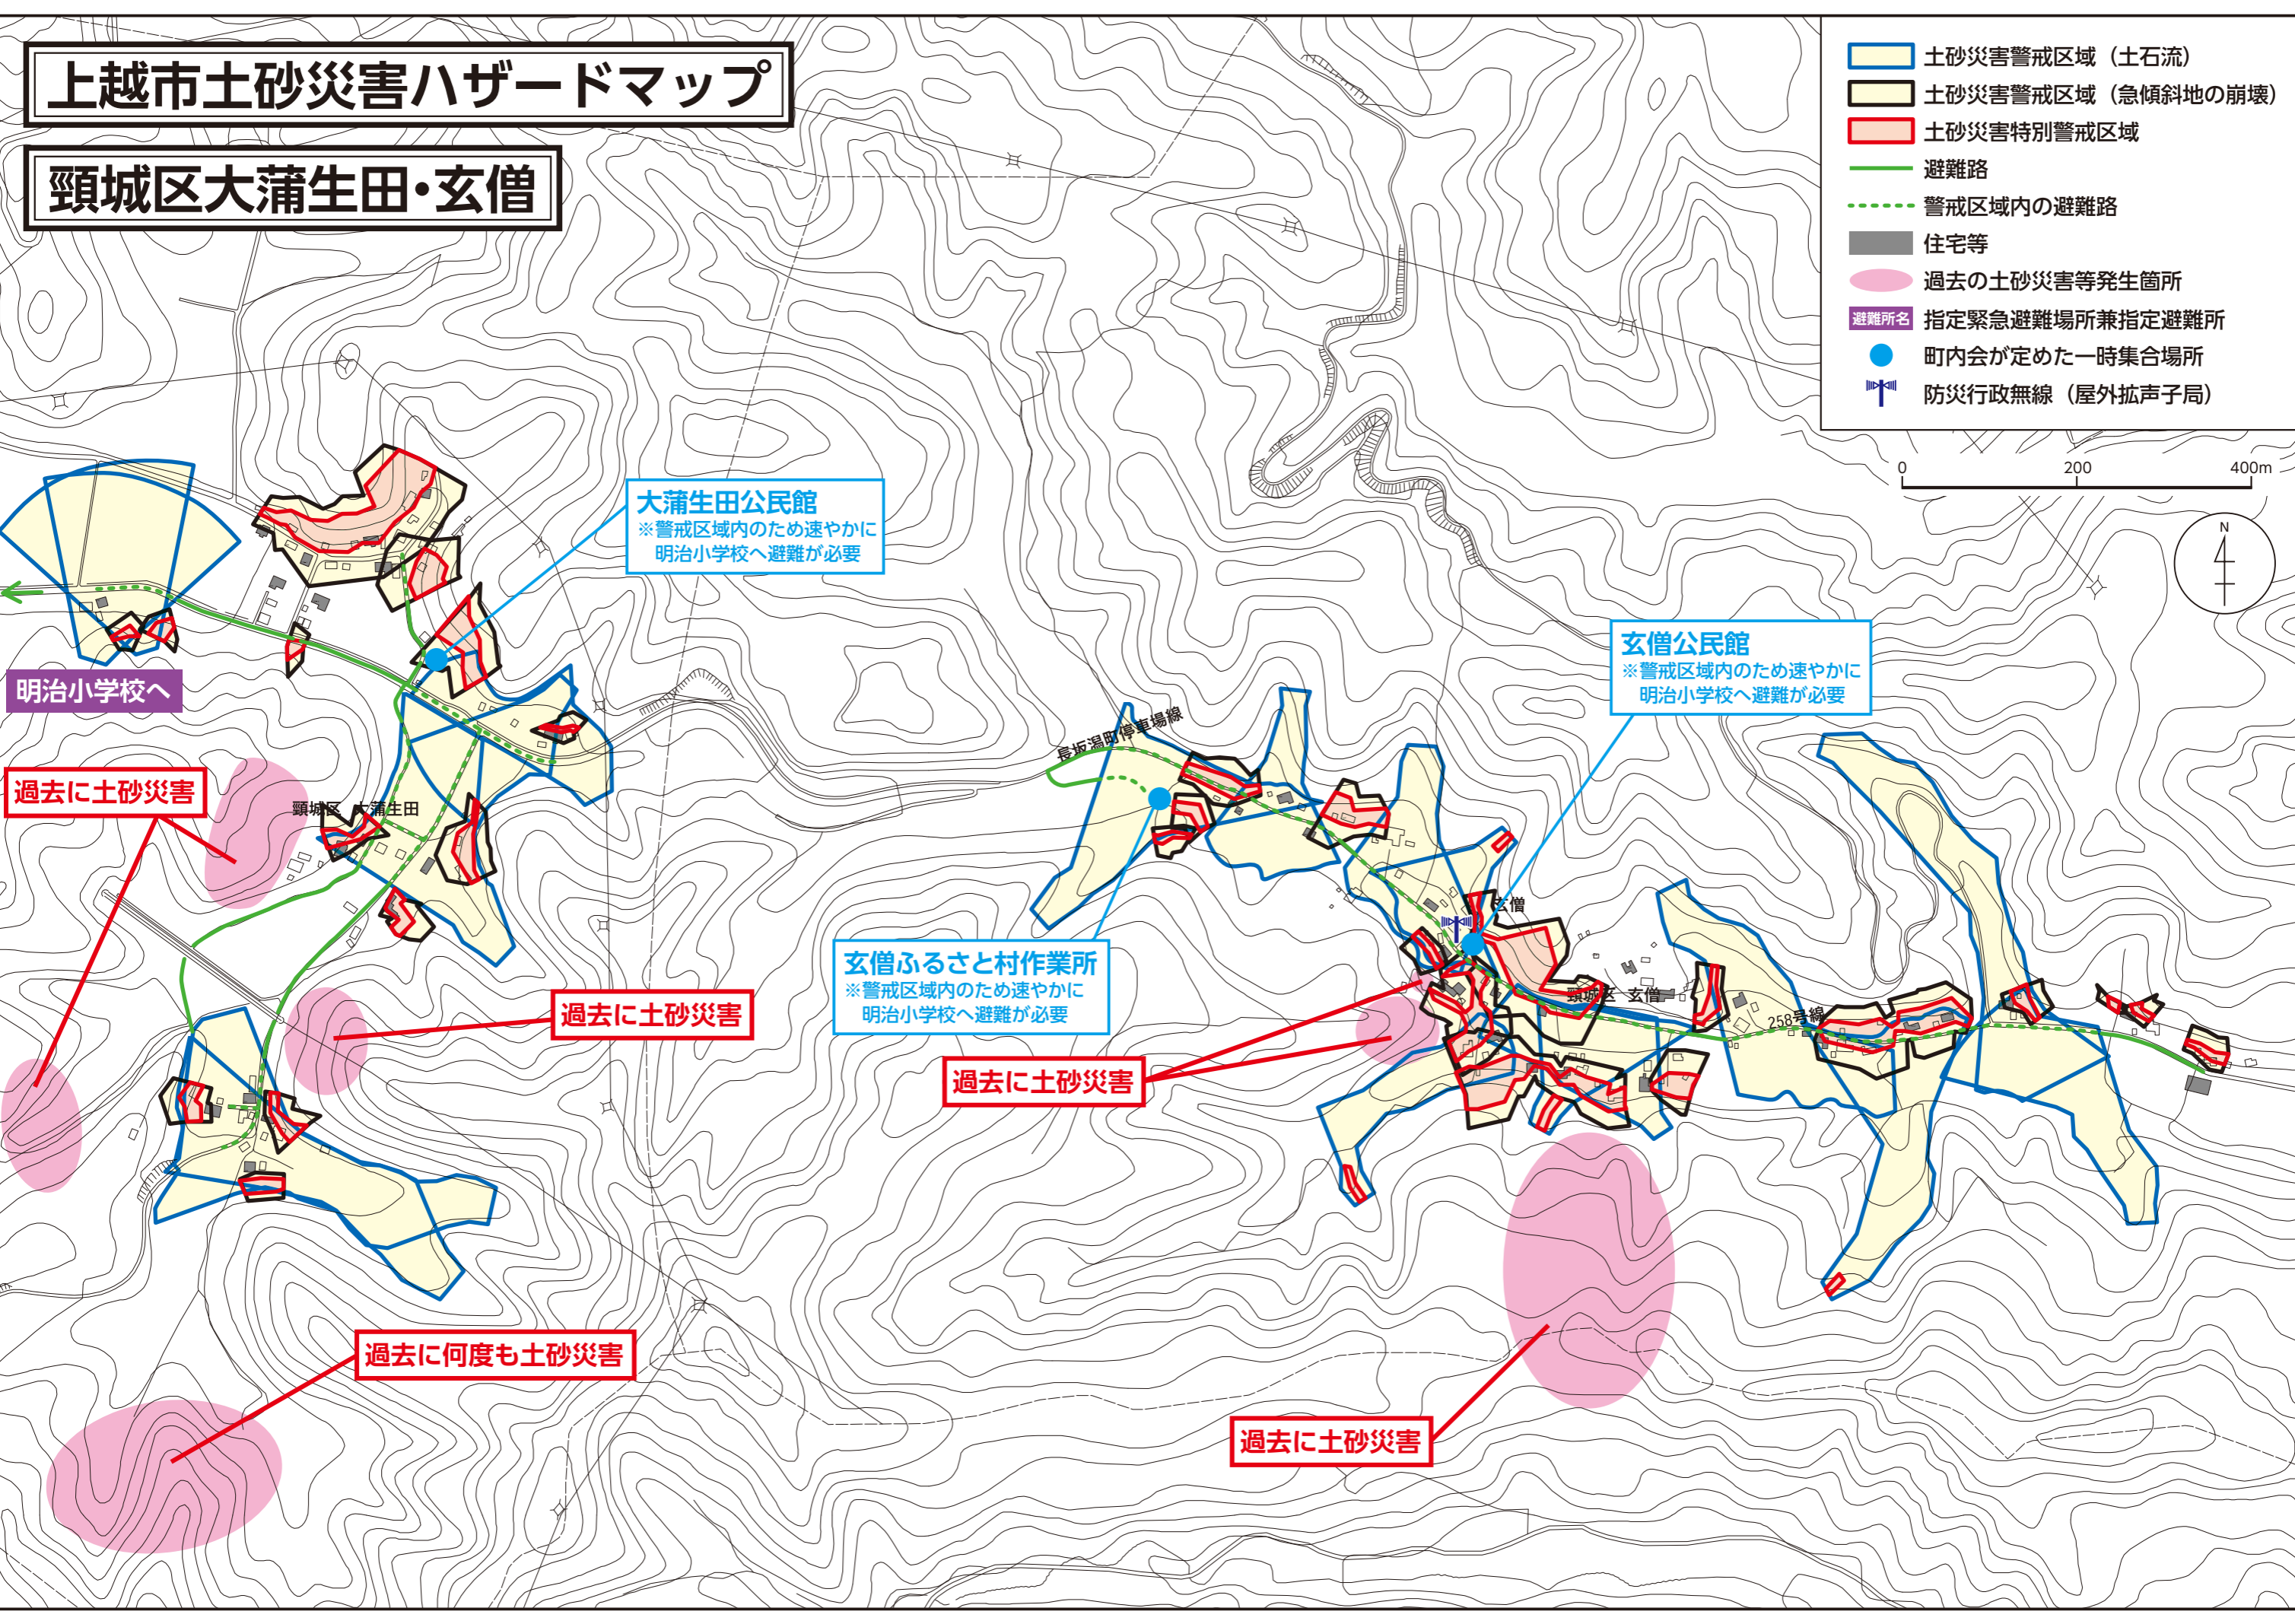 上越市土砂災害ハザードマップ
頸城区大蒲生田・玄僧
土砂災害警戒区域（土石流）
土砂災害警戒区域（急傾斜地の崩壊）
土砂災害特別警戒区域
避難路
警戒区域内の避難路
住宅等
過去の土砂災害等発生箇所
避難所名 指定緊急避難場所兼指定避難所
町内会が定めた一時集合場所
防災行政無線（屋外拡声子局）
0 200 400m
N
大蒲生田公民館
※警戒区域内のため速やかに
明治小学校へ避難が必要
玄僧公民館
※警戒区域内のため速やかに
明治小学校へ避難が必要
明治小学校へ
長坂潟町停車場線
過去に土砂災害
頸城区 大蒲生田
玄僧
玄僧ふるさと村作業所
※警戒区域内のため速やかに
明治小学校へ避難が必要
頸城区 玄僧
258号線
過去に土砂災害
過去に土砂災害
過去に何度も土砂災害
過去に土砂災害